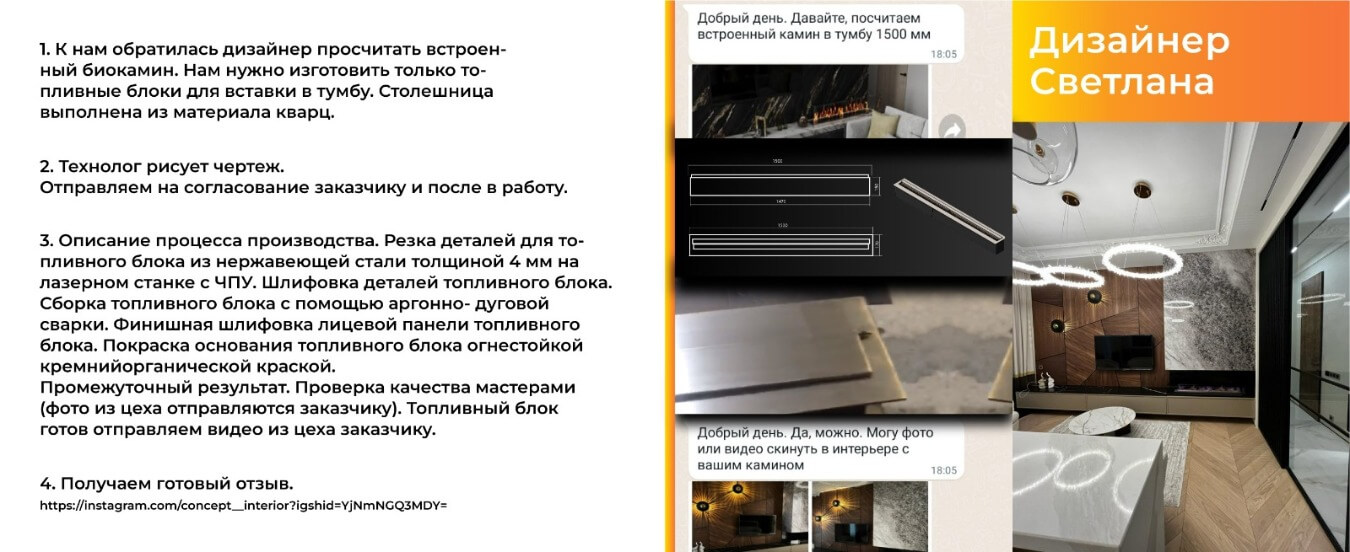 1. К нам обратилась дизайнер просчитать встроен-
ный биокамин. Нам нужно изготовить только то-
пливные блоки для вставки в тумбу. Столешница
выполнена из материала кварц.
2. Технолог рисует чертеж.
Отправляем на согласование заказчику и после в работу.
3. Описание процесса производства. Резка деталей для то-
пливного блока из нержавеющей стали толщиной 4 мм на
лазерном станке с ЧПУ. Шлифовка деталей топливного блока.
Сборка топливного блока с помощью аргонно- дуговой
сварки. Финишная шлифовка лицевой панели топливного
блока. Покраска основания топливного блока огнестойкой
кремнийорганической краской.
Промежуточный результат. Проверка качества мастерами
(фото из цеха отправляются заказчику). Топливный блок
готов отправляем видео из цеха заказчику.
4. Получаем готовый отзыв.
https://instagram.com/concept__interior?igshid=YjNmNGQ3MDY=
Добрый день. Давайте, посчитаем
встроенный камин в тумбу 1500 мм
18:05
Добрый день. Да, можно. Могу фото
или видео скинуть в интерьере с
вашим камином
18:05
Дизайнер
Светлана